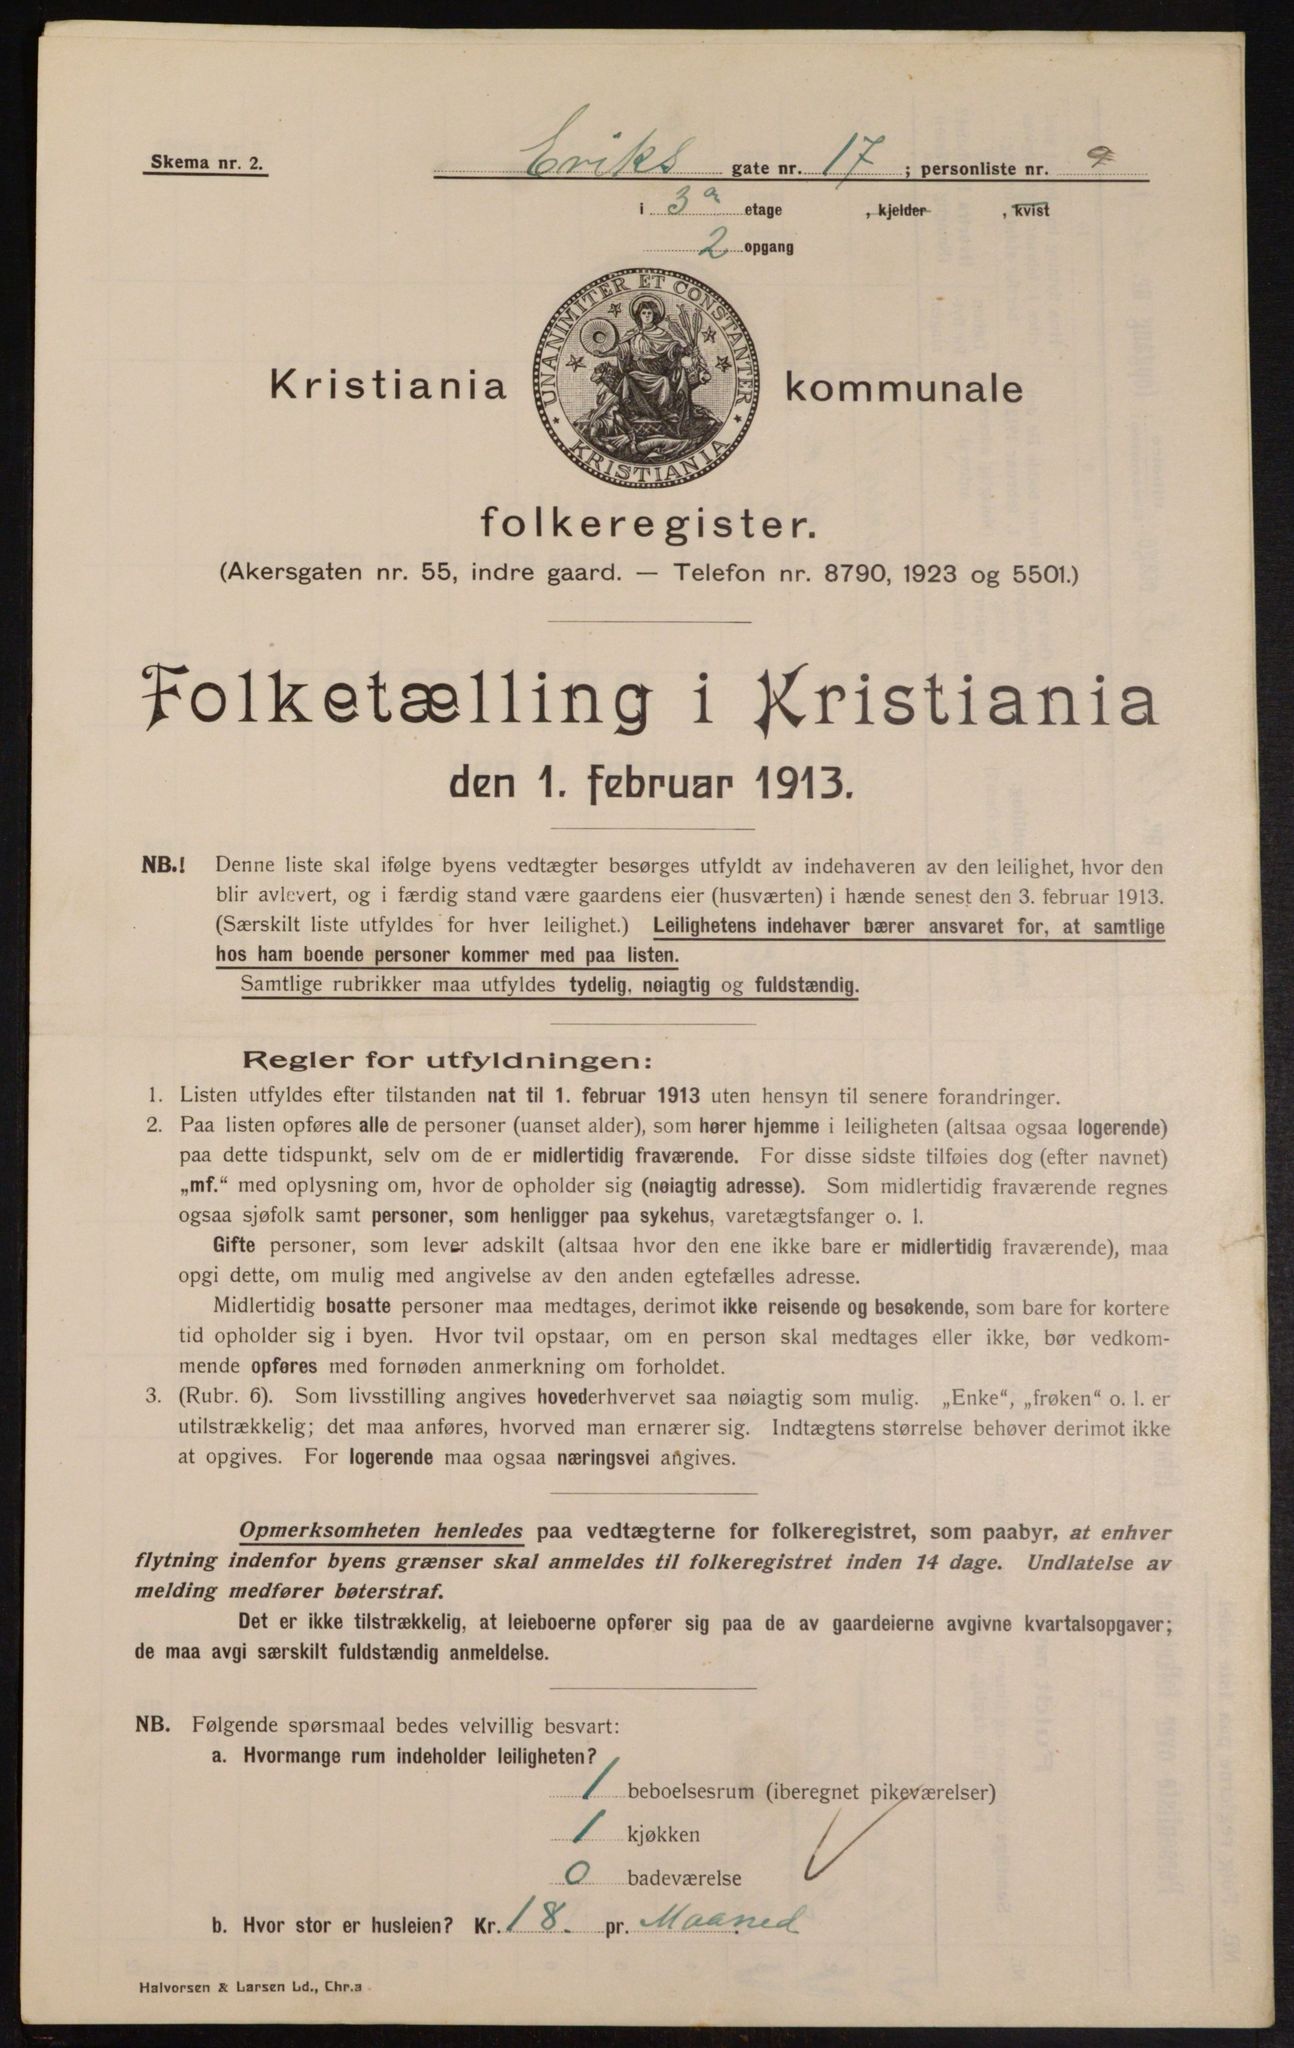 Skema nr. 2.
Eriks gate nr. 17 ; personliste nr. 9
i 3 etage , kjelder , kvist
2 opgang
UNANIMITER ET CONSTANTER
KRISTIANIA
Kristiania kommunale
folkeregister.
(Akersgaten nr. 55, indre gaard. — Telefon nr. 8790, 1923 og 5501.)
Folketælling i Kristiania
den 1. februar 1913.
NB.! Denne liste skal ifølge byens vedtægter besørges utfyldt av indehaveren av den leilighet, hvor den
blir avlevert, og i færdig stand være gaardens eier (husværten) i hænde senest den 3. februar 1913.
(Særskilt liste utfyldes for hver leilighet.) Leilighetens indehaver bærer ansvaret for, at samtlige
hos ham boende personer kommer med paa listen.
Samtlige rubrikker maa utfyldes tydelig, nøiagtig og fuldstændig.
Regler for utfyldningen:
1. Listen utfyldes efter tilstanden nat til 1. februar 1913 uten hensyn til senere forandringer.
2. Paa listen opføres alle de personer (uanset alder), som hører hjemme i leiligheten (altsaa ogsaa logerende)
paa dette tidspunkt, selv om de er midlertidig fraværende. For disse sidste tilføies dog (efter navnet)
„mf.“ med oplysning om, hvor de opholder sig (nøiagtig adresse). Som midlertidig fraværende regnes
ogsaa sjøfolk samt personer, som henligger paa sykehus, varetægtsfanger o. l.
Gifte personer, som lever adskilt (altsaa hvor den ene ikke bare er midlertidig fraværende), maa
opgi dette, om mulig med angivelse av den anden egtefælles adresse.
Midlertidig bosatte personer maa medtages, derimot ikke reisende og besøkende, som bare for kortere
tid opholder sig i byen. Hvor tvil opstaar, om en person skal medtages eller ikke, bør vedkom-
mende opføres med fornøden anmerkning om forholdet.
3. (Rubr. 6). Som livsstilling angives hovederhvervet saa nøiagtig som mulig. „Enke“, „frøken“ o. l. er
utilstrækkelig; det maa anføres, hvorved man ernærer sig. Indtægtens størrelse behøver derimot ikke
at opgives. For logerende maa ogsaa næringsvei angives.
Opmerksomheten henledes paa vedtægterne for folkeregistret, som paabyr, at enhver
flytning indenfor byens grænser skal anmeldes til folkeregistret inden 14 dage. Undlatelse av
melding medfører bøterstraf.
Det er ikke tilstrækkelig, at leieboerne opfører sig paa de av gaardeierne avgivne kvartalsopgaver;
de maa avgi særskilt fuldstændig anmeldelse.
NB. Følgende spørsmaal bedes velvillig besvart:
a. Hvormange rum indeholder leiligheten?
1 beboelsesrum (iberegnet pikeværelser)
1 kjøkken
0 badeværelse
b. Hvor stor er husleien? Kr. 18. pr. Maaned
Halvorsen & Larsen Ld., Chr.a